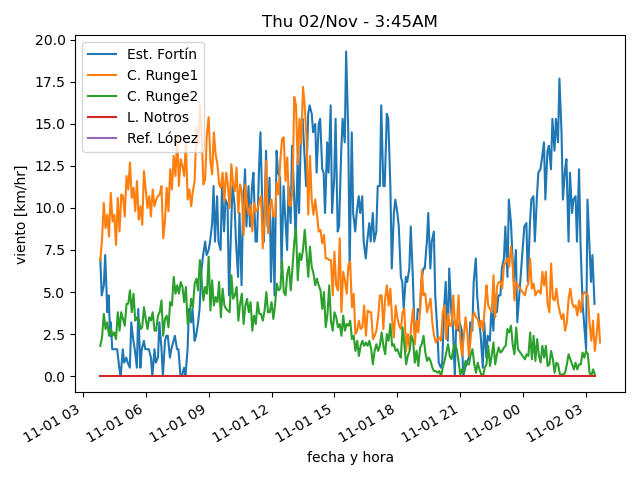 Thu 02/Nov - 3:45AM
Est. Fortín
C. Runge1
C. Runge2
L. Notros
Ref. López
viento [km/hr]
20.0
17.5
15.0
12.5
10.0
7.5
5.0
2.5
0.0
11-01 03
11-01 06
11-01 09
11-01 12
11-01 15
11-01 18
11-01 21
11-02 00
11-02 03
fecha y hora